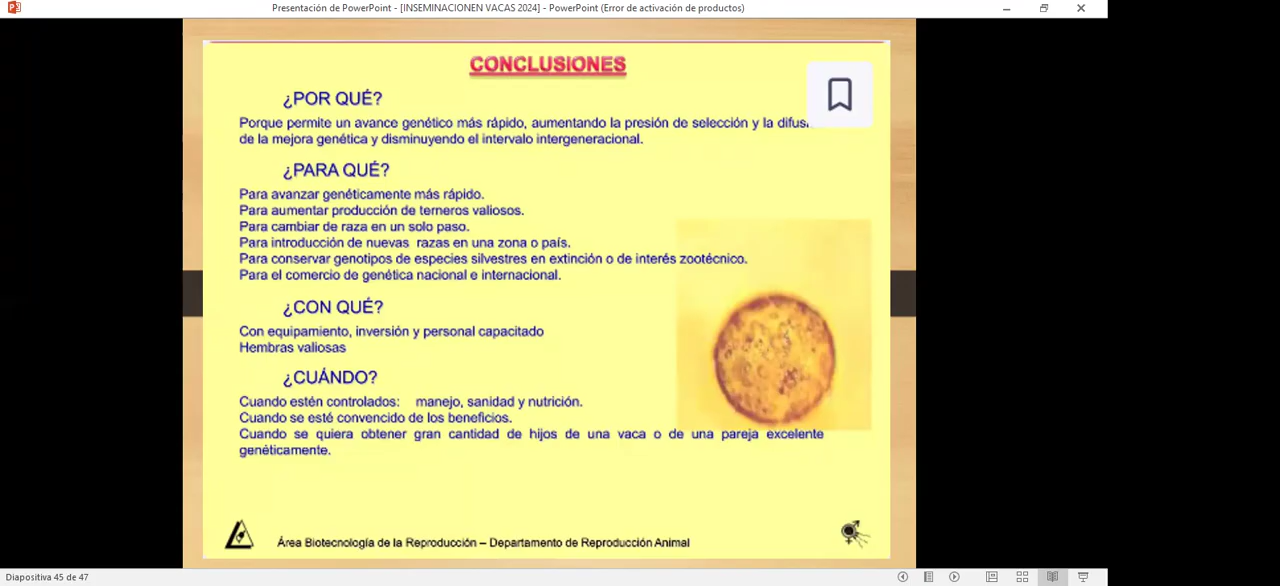 Presentación de PowerPoint - [INSEMINACIONEN VACAS 2024] - PowerPoint (Error de activación de productos)
CONCLUSIONES
¿POR QUÉ?
Porque permite un avance genético más rápido, aumentando la presión de selección y la
de la mejora genética y disminuyendo el intervalo intergeneracional.
¿PARA QUÉ?
Para avanzar genéticamente más rápido.
Para aumentar producción de terneros valiosos.
Para cambiar de raza en un solo paso.
Para introducción de nuevas razas en una zona o país.
Para conservar genotipos de especies silvestres en extinción o de interés zootécnico.
Para el comercio de genética nacional e internacional.
¿CON QUÉ?
Con equipamiento, inversión y personal capacitado
Hembras valiosas
¿CUÁNDO?
Cuando estén controlados: manejo, sanidad y nutrición.
Cuando se esté convencido de los beneficios.
Cuando se quiera obtener gran cantidad de hijos de una vaca o de una pareja excelente
genéticamente.
Área Biotecnología de la Reproducción – Departamento de Reproducción Animal
Diapositiva 45 de 47